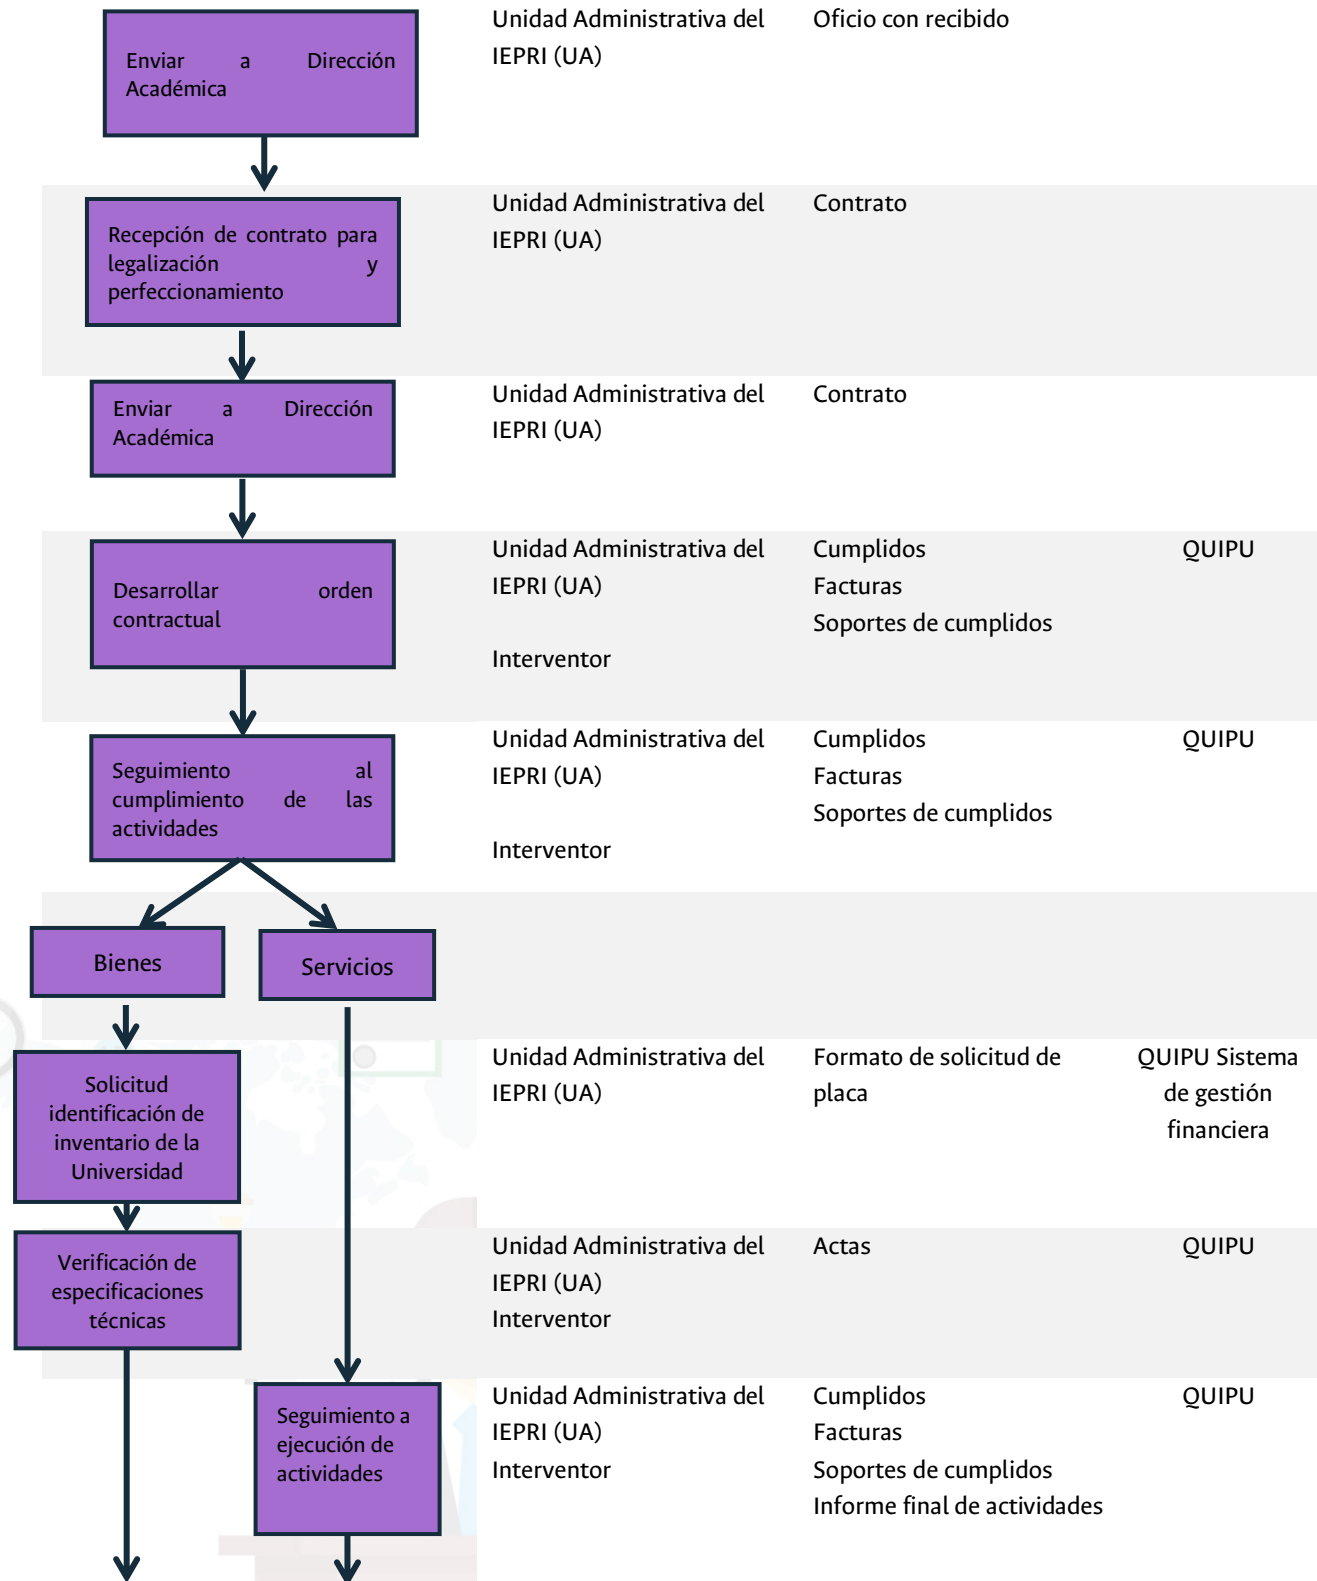 Enviar a Dirección
Académica
Unidad Administrativa del
IEPRI (UA)
Oficio con recibido
Recepción de contrato para
legalización y
perfeccionamiento
Unidad Administrativa del
IEPRI (UA)
Contrato
Enviar a Dirección
Académica
Unidad Administrativa del
IEPRI (UA)
Contrato
Desarrollar orden
contractual
Unidad Administrativa del
IEPRI (UA)
Interventor
Cumplidos
Facturas
Soportes de cumplidos
QUIPU
Seguimiento al
cumplimiento de las
actividades
Unidad Administrativa del
IEPRI (UA)
Interventor
Cumplidos
Facturas
Soportes de cumplidos
QUIPU
Bienes
Servicios
Solicitud
identificación de
inventario de la
Universidad
Unidad Administrativa del
IEPRI (UA)
Formato de solicitud de
placa
QUIPU Sistema
de gestión
financiera
Verificación de
especificaciones
técnicas
Unidad Administrativa del
IEPRI (UA)
Interventor
Actas
QUIPU
Seguimiento a
ejecución de
actividades
Unidad Administrativa del
IEPRI (UA)
Interventor
Cumplidos
Facturas
Soportes de cumplidos
Informe final de actividades
QUIPU